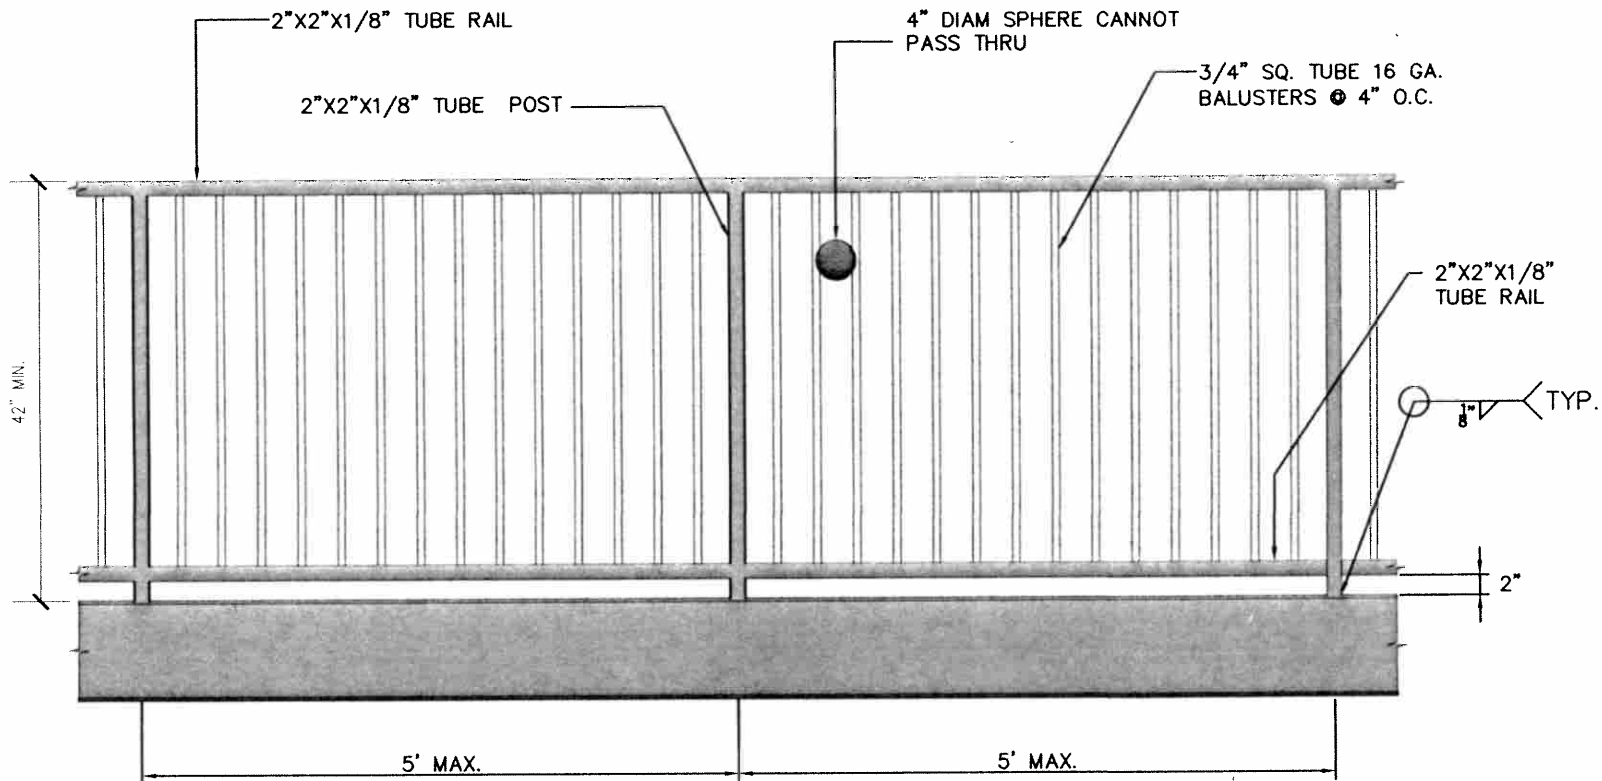 2"X2"X1/8" TUBE RAIL
4" DIAM SPHERE CANNOT
PASS THRU
3/4" SQ. TUBE 16 GA.
BALUSTERS @ 4" O.C.
2"X2"X1/8" TUBE POST
2"X2"X1/8"
TUBE RAIL
42" MIN.
1/8"
TYP.
2"
5' MAX.
5' MAX.